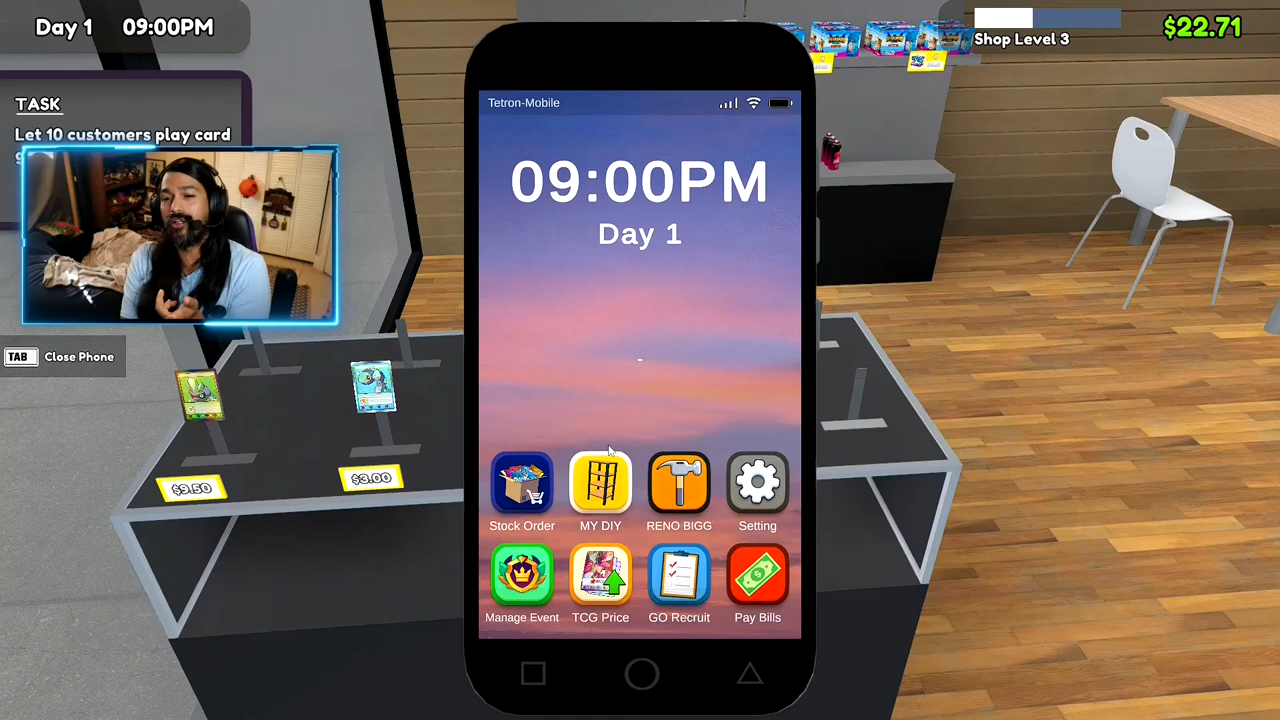 Day 1 09:00PM
Shop Level 3
$22.71
TASK
Let 10 customers play card
TAB Close Phone
$9.50
$3.00
Tetron-Mobile
09:00PM
Day 1
Stock Order
MY DIY
RENO BIGG
Setting
Manage Event
TCG Price
GO Recruit
Pay Bills